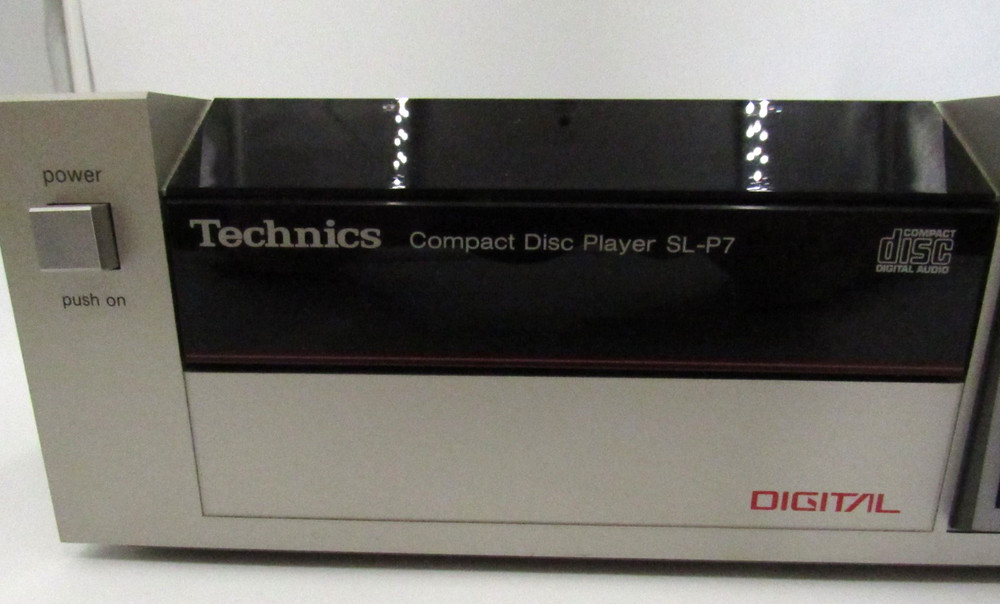 power
push on
Technics Compact Disc Player SL-P7
COMPACT
disc
DIGITAL AUDIO
DIGITAL